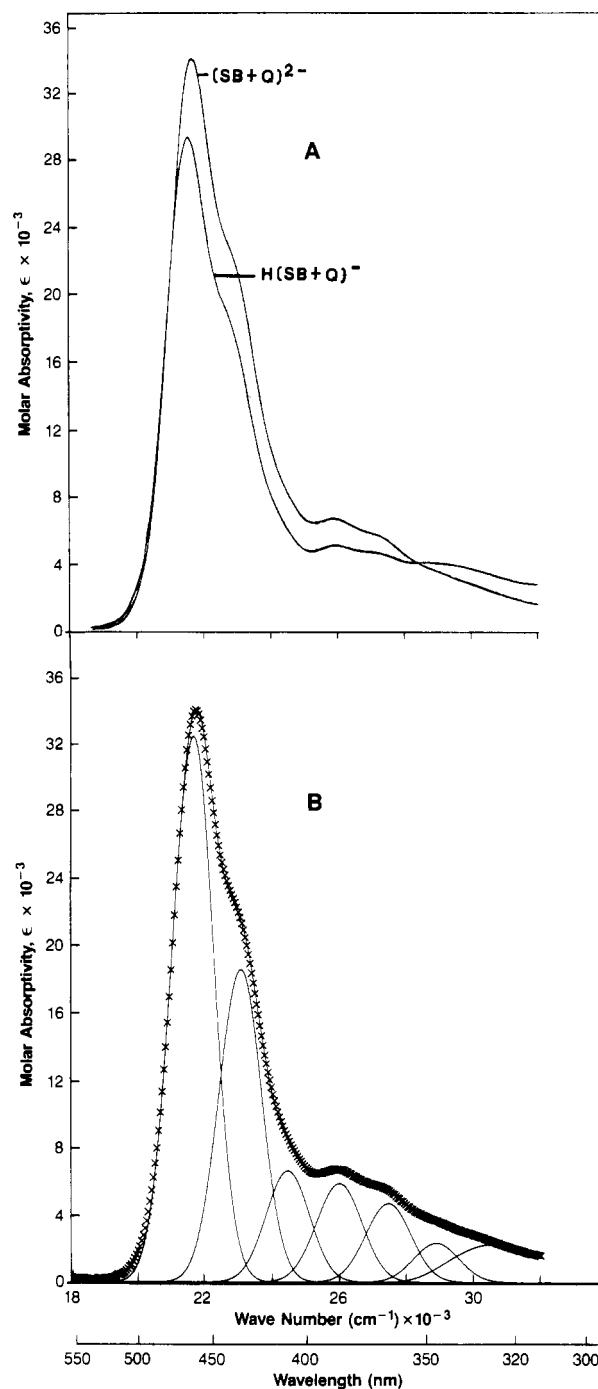 36
32
28
24
20
16
12
8
4
0
Molar Absorptivity, ϵ × 10⁻³
(SB+Q)²⁻
A
H(SB+Q)⁻
36
32
28
24
20
16
12
8
4
0
Molar Absorptivity, ϵ × 10⁻³
B
18 22 26 30
Wave Number (cm⁻¹)×10⁻³
550 500 450 400 350 320 300
Wavelength (nm)